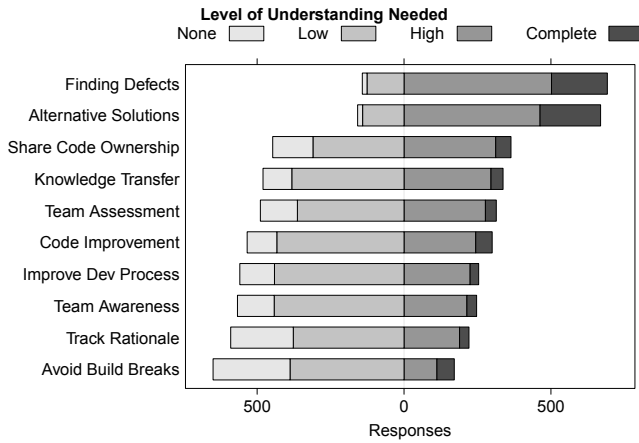 Level of Understanding Needed
None Low High Complete
Finding Defects
Alternative Solutions
Share Code Ownership
Knowledge Transfer
Team Assessment
Code Improvement
Improve Dev Process
Team Awareness
Track Rationale
Avoid Build Breaks
500 0 500
Responses